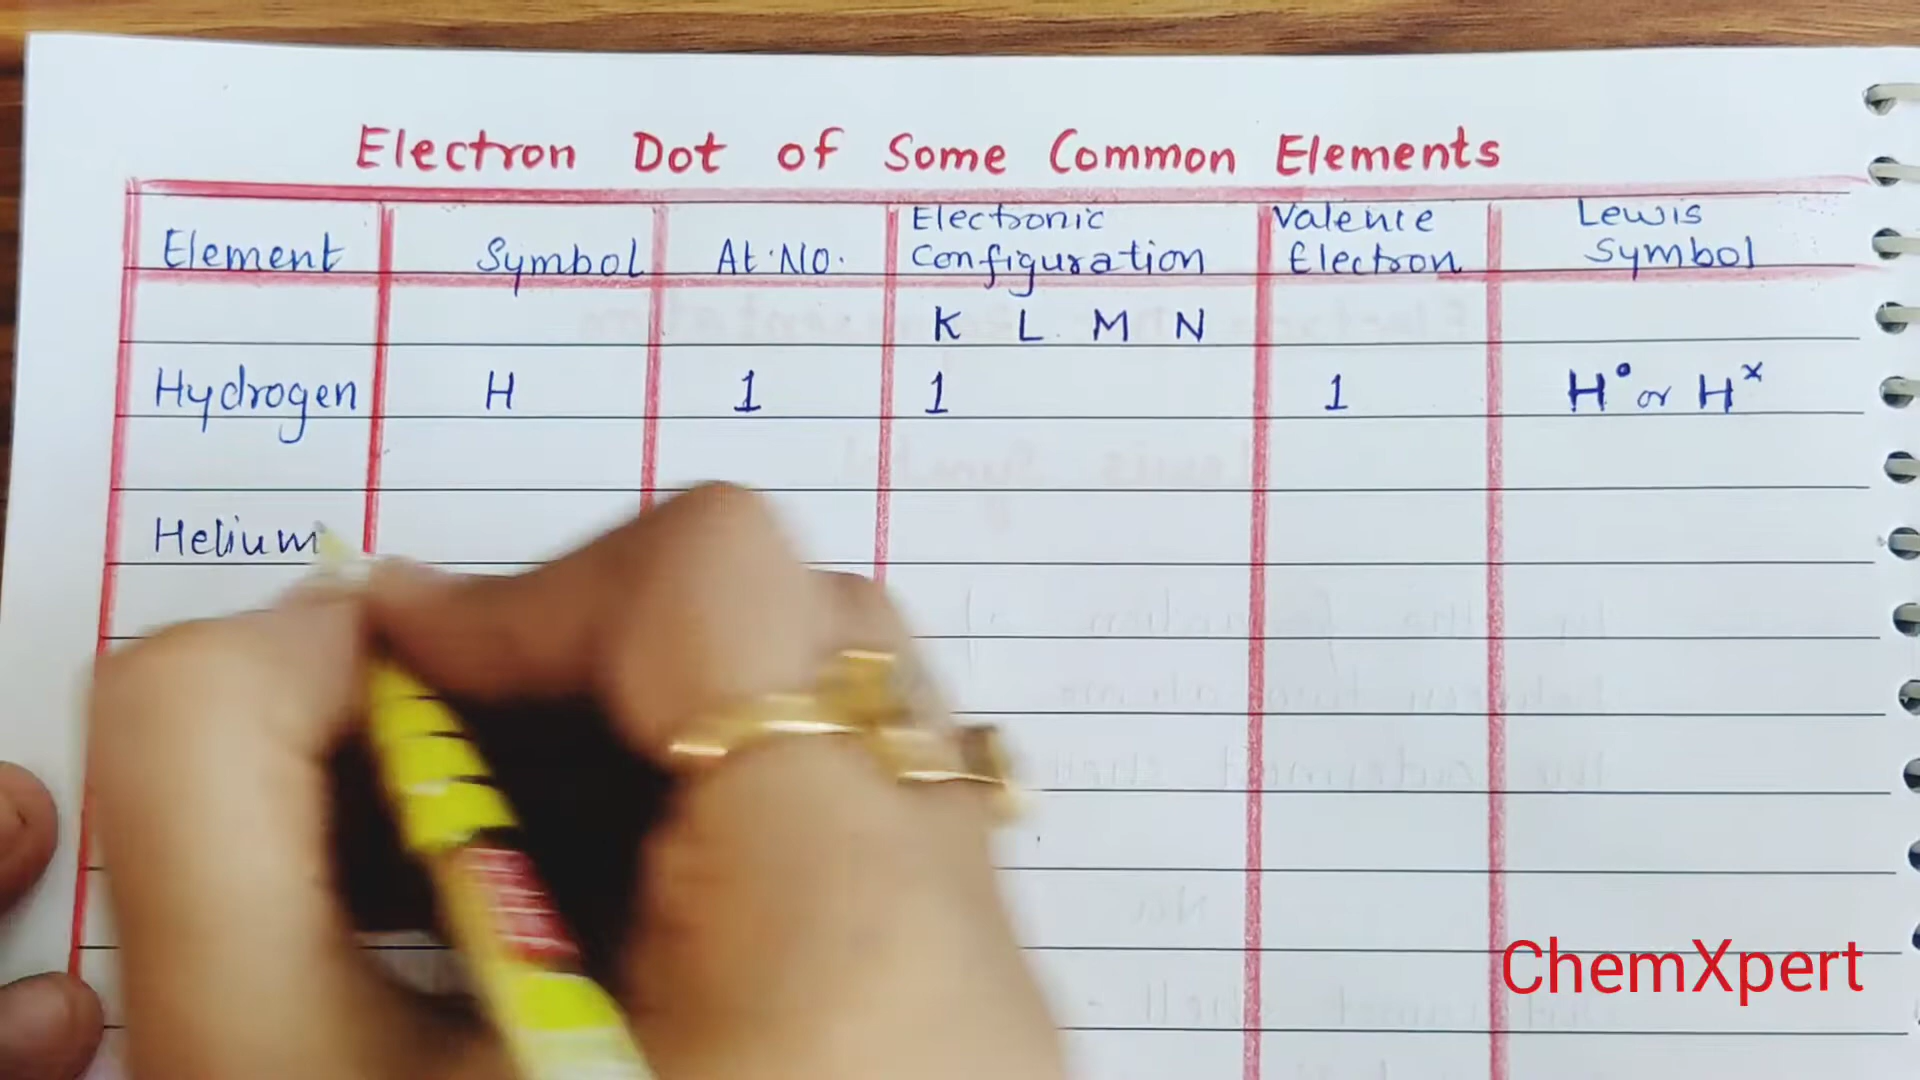 Electron Dot of Some Common Elements
Element Symbol At. No. Electronic Configuration Valence Electron Lewis Symbol
K L M N
Hydrogen H 1 1 1 H• or Hˣ
Helium
ChemXpert